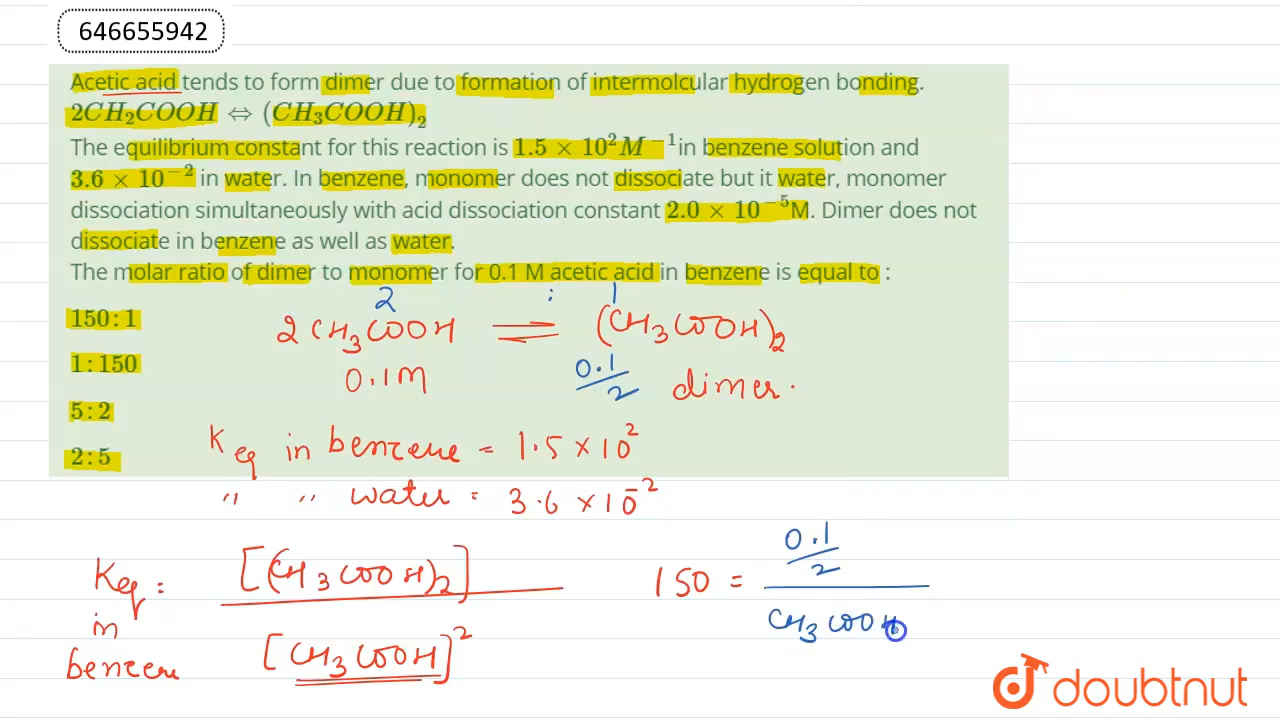 646655942
Acetic acid tends to form dimer due to formation of intermolcular hydrogen bonding.
2CH₂COOH ⇔ (CH₃COOH)₂
The equilibrium constant for this reaction is 1.5 × 10²M⁻¹ in benzene solution and
3.6 × 10⁻² in water. In benzene, monomer does not dissociate but it water, monomer
dissociation simultaneously with acid dissociation constant 2.0 × 10⁻⁵M. Dimer does not
dissociate in benzene as well as water.
The molar ratio of dimer to monomer for 0.1 M acetic acid in benzene is equal to :
150 : 1
1 : 150
5 : 2
2 : 5
2 : 1
2CH₃COOH ⇌ (CH₃COOH)₂
0.1M 0.1/2 dimer.
Keq in benzene = 1.5 × 10²
" " water = 3.6 × 10⁻²
Keq in benzene = [(CH₃COOH)₂] / [CH₃COOH]²
150 = 0.1/2 / CH₃COOH
doubtnut